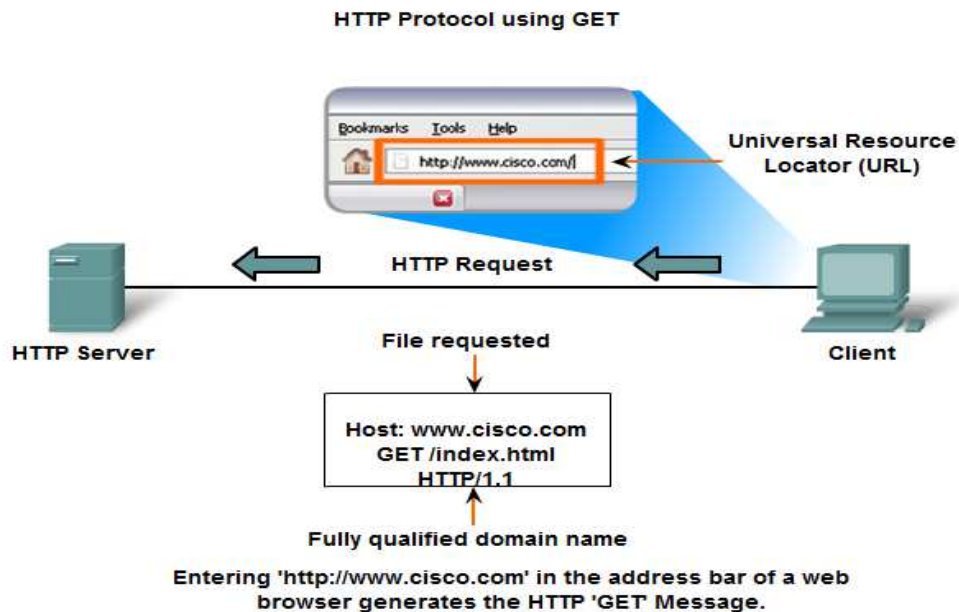 HTTP Protocol using GET
Bookmarks Tools Help
http://www.cisco.com/
Universal Resource
Locator (URL)
HTTP Request
HTTP Server
Client
File requested
Host: www.cisco.com
GET /index.html
HTTP/1.1
Fully qualified domain name
Entering 'http://www.cisco.com' in the address bar of a web
browser generates the HTTP 'GET' Message.